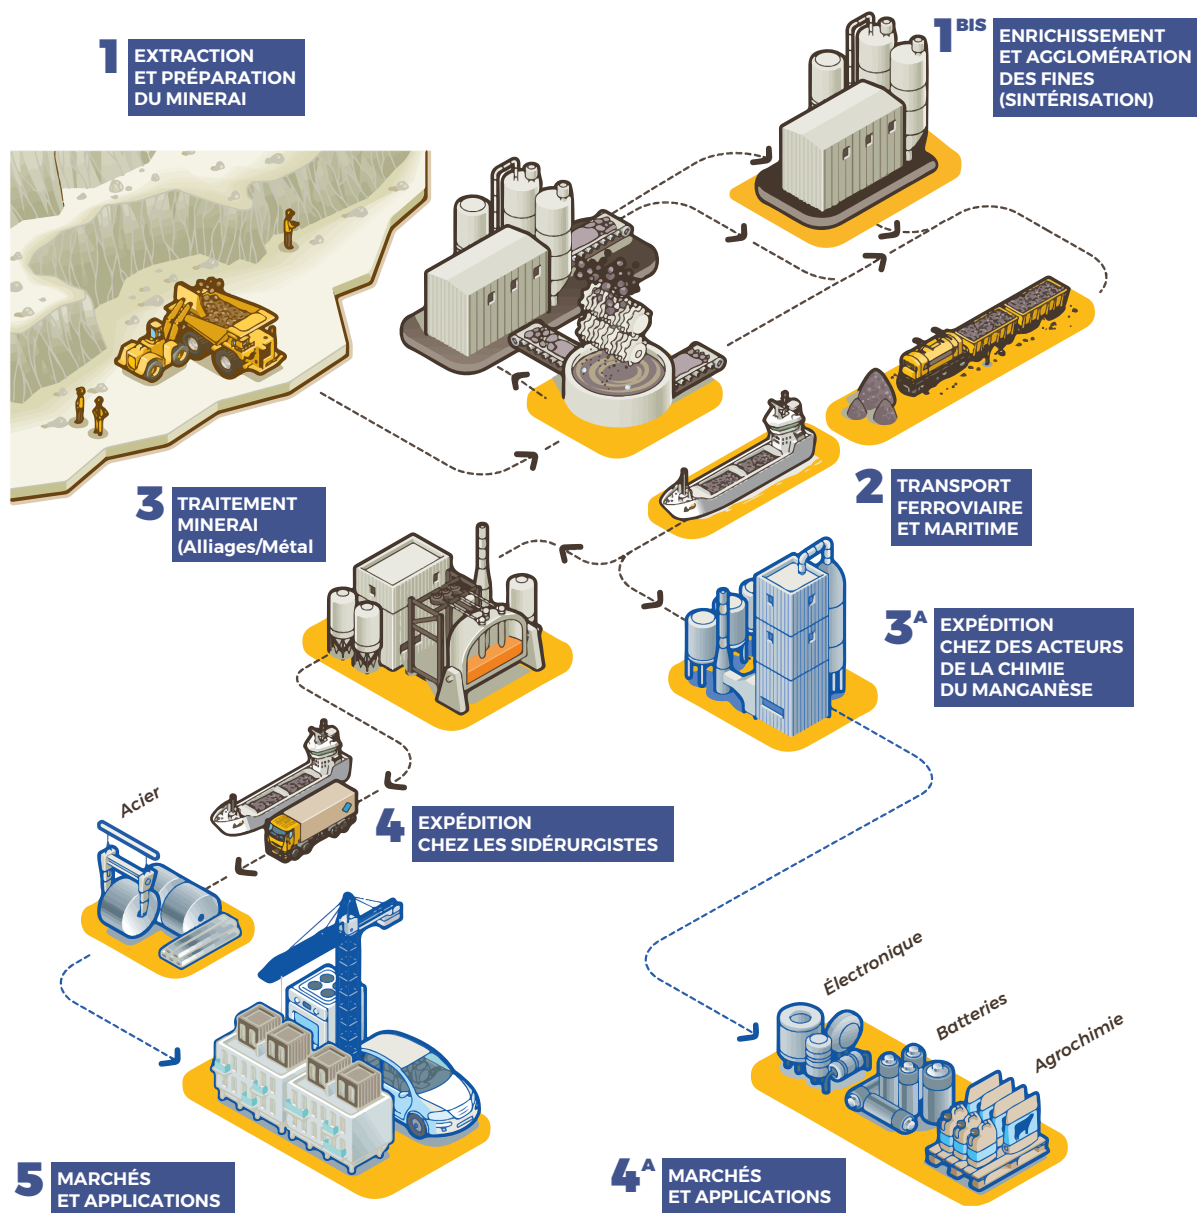 1
EXTRACTION
ET PRÉPARATION
DU MINERAI
1 BIS
ENRICHISSEMENT
ET AGGLOMÉRATION
DES FINES
(SINTÉRISATION)
2
TRANSPORT
FERROVIAIRE
ET MARITIME
3
TRAITEMENT
MINERAI
(Alliages/Métal
3A
EXPÉDITION
CHEZ DES ACTEURS
DE LA CHIMIE
DU MANGANÈSE
Acier
4
EXPÉDITION
CHEZ LES SIDÉRURGISTES
Électronique
Batteries
Agrochimie
5
MARCHÉS
ET APPLICATIONS
4A
MARCHÉS
ET APPLICATIONS